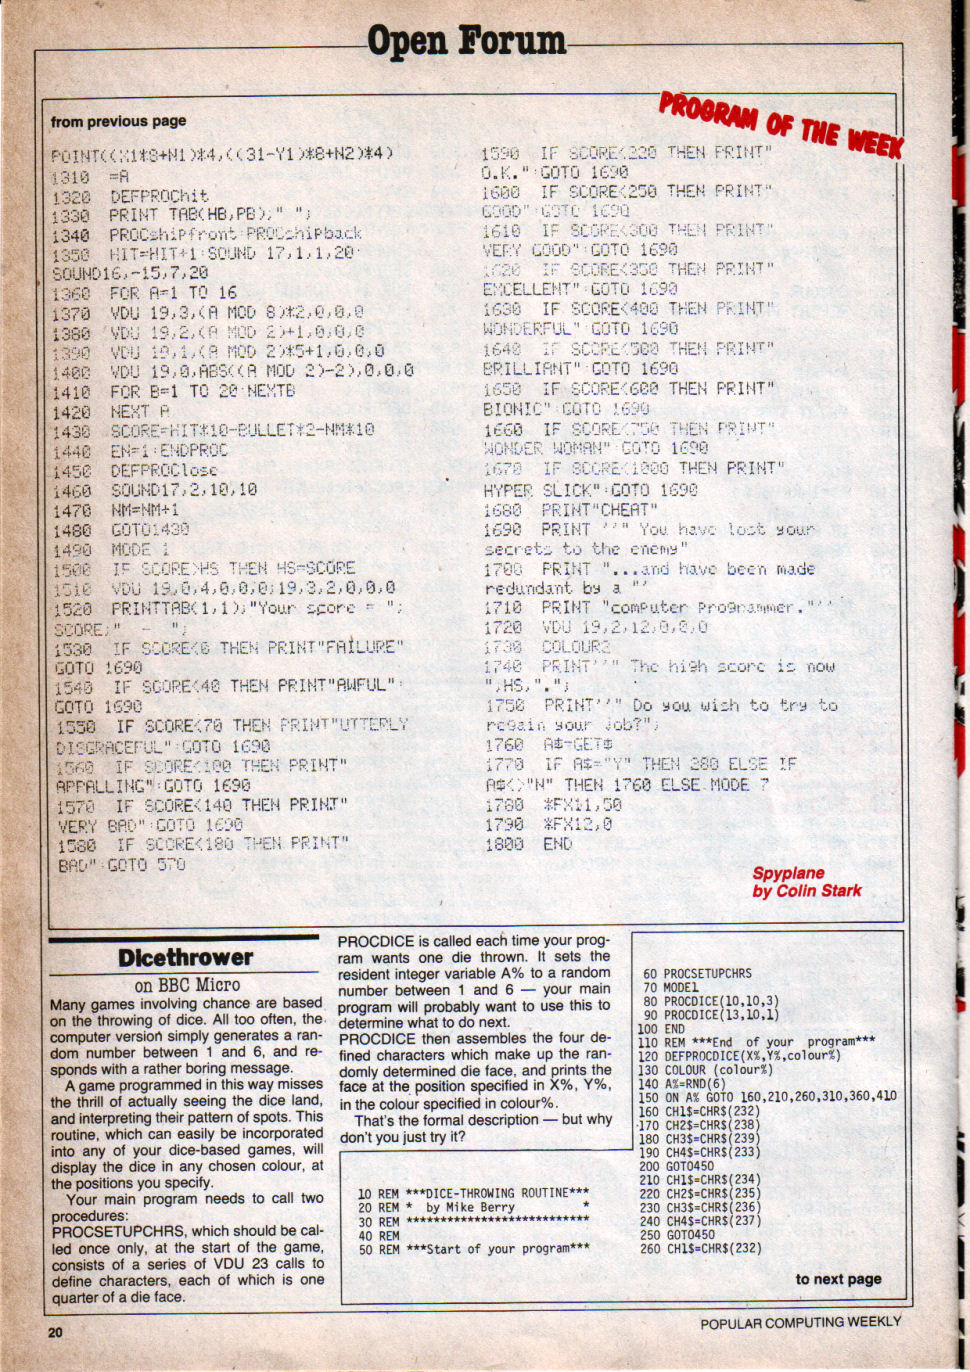 Open Forum
PROGRAM OF THE WEEK
from previous page
POINT((X1*8+N1)*4,((31-Y1)*8+N2)*4)
1310 =A
1320 DEFPROChit
1330 PRINT TAB(HB,PB);" ";
1340 PROCshipfront:PROCshipback
1350 HIT=HIT+1:SOUND 17,1,1,20:
SOUND16,-15,7,20
1360 FOR A=1 TO 16
1370 VDU 19,3,(A MOD 8)*2,0,0,0
1380 VDU 19,2,(A MOD 2)+1,0,0,0
1390 VDU 19,1,(A MOD 2)*5+1,0,0,0
1400 VDU 19,0,ABS((A MOD 2)-2),0,0,0
1410 FOR B=1 TO 20:NEXTB
1420 NEXT A
1430 SCORE=HIT*10-BULLET*2-NM*10
1440 EN=1:ENDPROC
1450 DEFPROClose
1460 SOUND17,2,10,10
1470 NM=NM+1
1480 GOTO1430
1490 MODE 1
1500 IF SCORE>HS THEN HS=SCORE
1510 VDU 19,0,4,0,0,0;19,3,2,0,0,0
1520 PRINTTAB(1,1);"Your score = ";
SCORE;" - ";
1530 IF SCORE<6 THEN PRINT"FAILURE"
GOTO 1690
1540 IF SCORE<40 THEN PRINT"AWFUL":
GOTO 1690
1550 IF SCORE<70 THEN PRINT"UTTERLY
DISGRACEFUL":GOTO 1690
1560 IF SCORE<100 THEN PRINT"
APPALLING":GOTO 1690
1570 IF SCORE<140 THEN PRINT"
VERY BAD":GOTO 1690
1580 IF SCORE<180 THEN PRINT"
BAD":GOTO 570
1590 IF SCORE<220 THEN PRINT"
O.K.":GOTO 1690
1600 IF SCORE<250 THEN PRINT"
GOOD":GOTO 1690
1610 IF SCORE<300 THEN PRINT"
VERY GOOD":GOTO 1690
1620 IF SCORE<350 THEN PRINT"
EXCELLENT":GOTO 1690
1630 IF SCORE<400 THEN PRINT"
WONDERFUL":GOTO 1690
1640 IF SCORE<500 THEN PRINT"
BRILLIANT":GOTO 1690
1650 IF SCORE<600 THEN PRINT"
BIONIC":GOTO 1690
1660 IF SCORE<750 THEN PRINT"
WONDER WOMAN":GOTO 1690
1670 IF SCORE<1000 THEN PRINT"
HYPER SLICK":GOTO 1690
1680 PRINT"CHEAT"
1690 PRINT ''" You have lost your
secrets to the enemy"
1700 PRINT "...and have been made
redundant by a "'
1710 PRINT "computer Programmer."''
1720 VDU 19,2,12,0,0,0
1730 COLOUR2
1740 PRINT''" The high score is now
",HS,".";
1750 PRINT''" Do you wish to try to
regain your job?";
1760 A$=GET$
1770 IF A$="Y" THEN 280 ELSE IF
A$<>"N" THEN 1760 ELSE MODE 7
1780 *FX11,50
1790 *FX12,0
1800 END
Spyplane
by Colin Stark
Dicethrower
on BBC Micro
Many games involving chance are based
on the throwing of dice. All too often, the
computer version simply generates a ran-
dom number between 1 and 6, and re-
sponds with a rather boring message.
A game programmed in this way misses
the thrill of actually seeing the dice land,
and interpreting their pattern of spots. This
routine, which can easily be incorporated
into any of your dice-based games, will
display the dice in any chosen colour, at
the positions you specify.
Your main program needs to call two
procedures:
PROCSETUPCHRS, which should be cal-
led once only, at the start of the game,
consists of a series of VDU 23 calls to
define characters, each of which is one
quarter of a die face.
PROCDICE is called each time your prog-
ram wants one die thrown. It sets the
resident integer variable A% to a random
number between 1 and 6 — your main
program will probably want to use this to
determine what to do next.
PROCDICE then assembles the four de-
fined characters which make up the ran-
domly determined die face, and prints the
face at the position specified in X%, Y%,
in the colour specified in colour%.
That's the formal description — but why
don't you just try it?
10 REM ***DICE-THROWING ROUTINE***
20 REM * by Mike Berry *
30 REM ***************************
40 REM
50 REM ***Start of your program***
60 PROCSETUPCHRS
70 MODE1
80 PROCDICE(10,10,3)
90 PROCDICE(13,10,1)
100 END
110 REM ***End of your program***
120 DEFPROCDICE(X%,Y%,colour%)
130 COLOUR (colour%)
140 A%=RND(6)
150 ON A% GOTO 160,210,260,310,360,410
160 CH1$=CHR$(232)
170 CH2$=CHR$(238)
180 CH3$=CHR$(239)
190 CH4$=CHR$(233)
200 GOTO450
210 CH1$=CHR$(234)
220 CH2$=CHR$(235)
230 CH3$=CHR$(236)
240 CH4$=CHR$(237)
250 GOTO450
260 CH1$=CHR$(232)
to next page
20
POPULAR COMPUTING WEEKLY